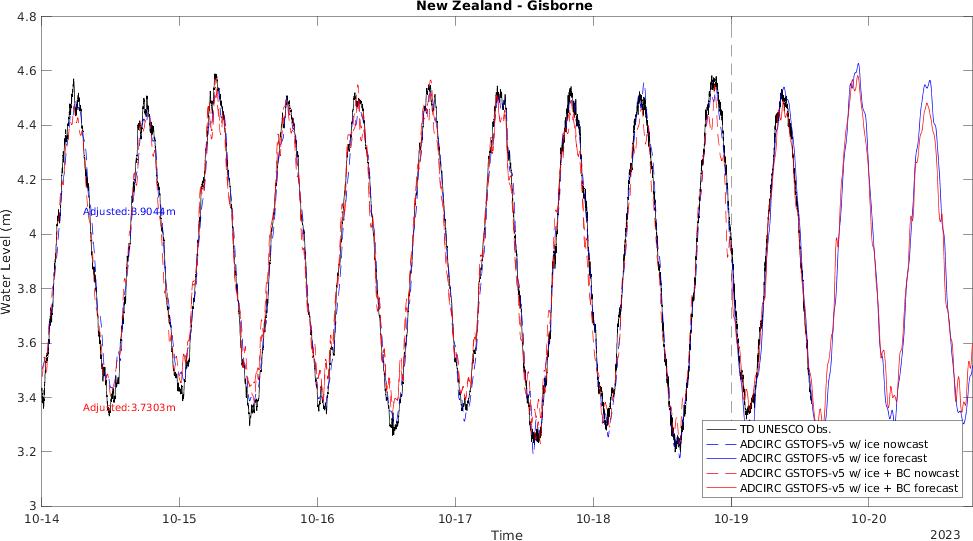 New Zealand - Gisborne
4.8
4.6
4.4
4.2
4
3.8
3.6
3.4
3.2
3
Water Level (m)
Adjusted:3.9044m
Adjusted:3.7303m
TD UNESCO Obs.
ADCIRC GSTOFS-v5 w/ ice nowcast
ADCIRC GSTOFS-v5 w/ ice forecast
ADCIRC GSTOFS-v5 w/ ice + BC nowcast
ADCIRC GSTOFS-v5 w/ ice + BC forecast
10-14 10-15 10-16 10-17 10-18 10-19 10-20
Time
2023